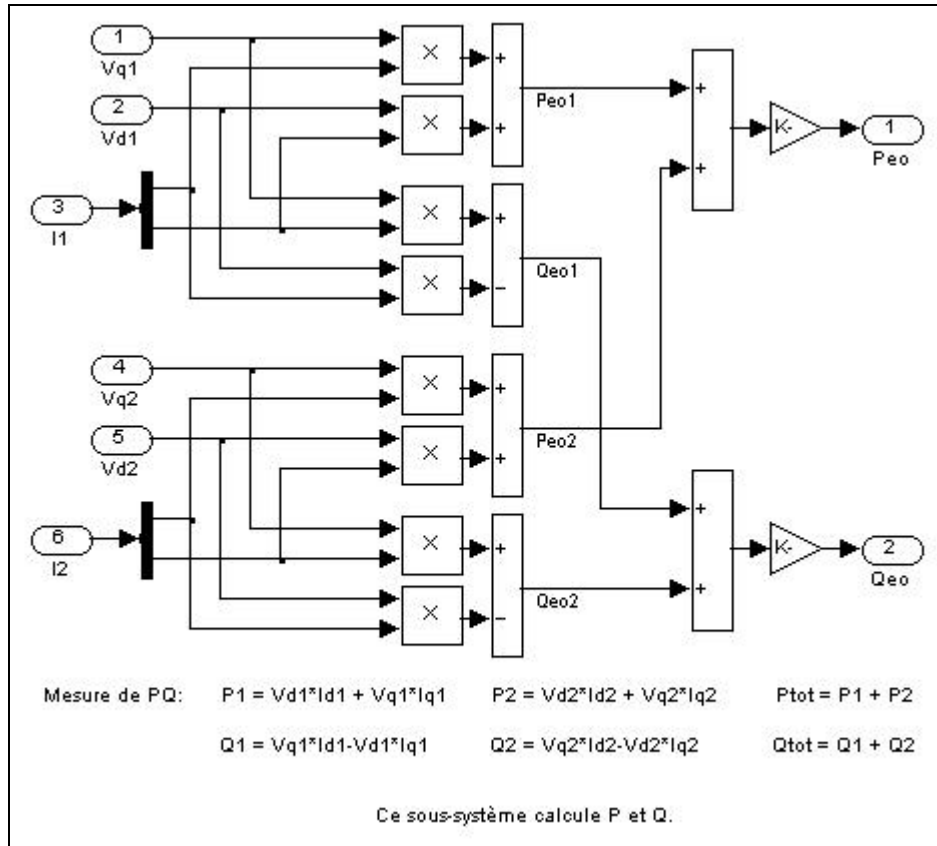 1
Vq1
2
Vd1
3
I1
4
Vq2
5
Vd2
6
I2
×
×
×
×
×
×
×
×
+
+
+
−
+
+
+
−
Peo1
Qeo1
Peo2
Qeo2
+
+
+
+
K-
K-
1
Peo
2
Qeo
Mesure de PQ: P1 = Vd1*Id1 + Vq1*Iq1 P2 = Vd2*Id2 + Vq2*Iq2 Ptot = P1 + P2
Q1 = Vq1*Id1-Vd1*Iq1 Q2 = Vq2*Id2-Vd2*Iq2 Qtot = Q1 + Q2
Ce sous-système calcule P et Q.